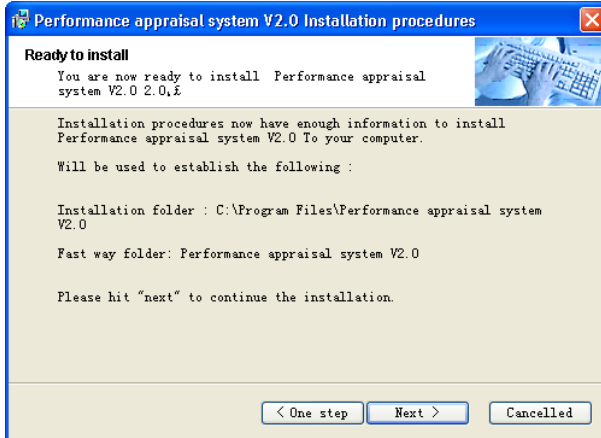 Performance appraisal system V2.0 Installation procedures
Ready to install
You are now ready to install Performance appraisal
system V2.0 2.0,£
Installation procedures now have enough information to install
Performance appraisal system V2.0 To your computer.
Will be used to establish the following :
Installation folder : C:\Program Files\Performance appraisal system
V2.0
Fast way folder: Performance appraisal system V2.0
Please hit "next" to continue the installation.
< One step
Next >
Cancelled